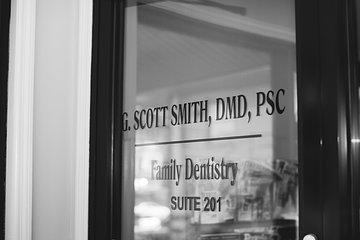 G. SCOTT SMITH, DMD, PSC
Family Dentistry
SUITE 201